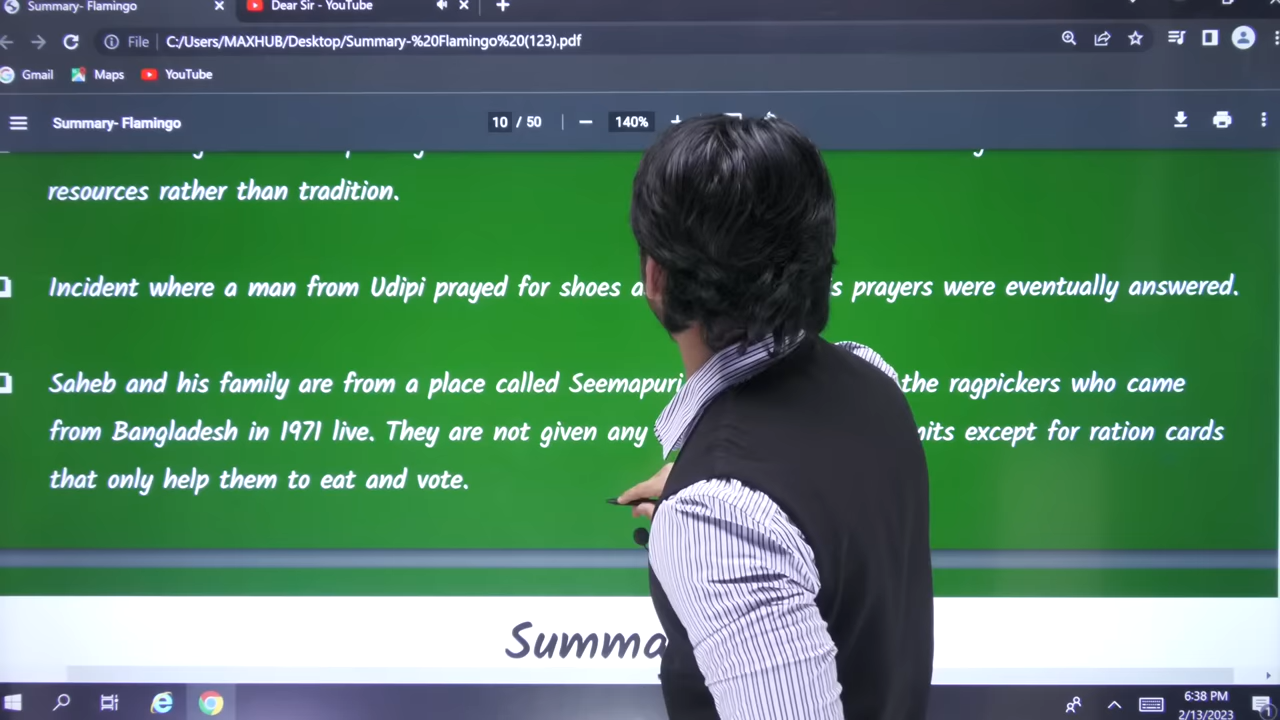 Summary- Flamingo
Dear Sir - YouTube
File C:/Users/MAXHUB/Desktop/Summary-%20Flamingo%20(123).pdf
Gmail Maps YouTube
Summary- Flamingo 10 / 50 140%
resources rather than tradition.
Incident where a man from Udipi prayed for shoes prayers were eventually answered.
Saheb and his family are from a place called Seemapuri the ragpickers who came
from Bangladesh in 1971 live. They are not given any except for ration cards
that only help them to eat and vote.
6:38 PM
2/13/2023